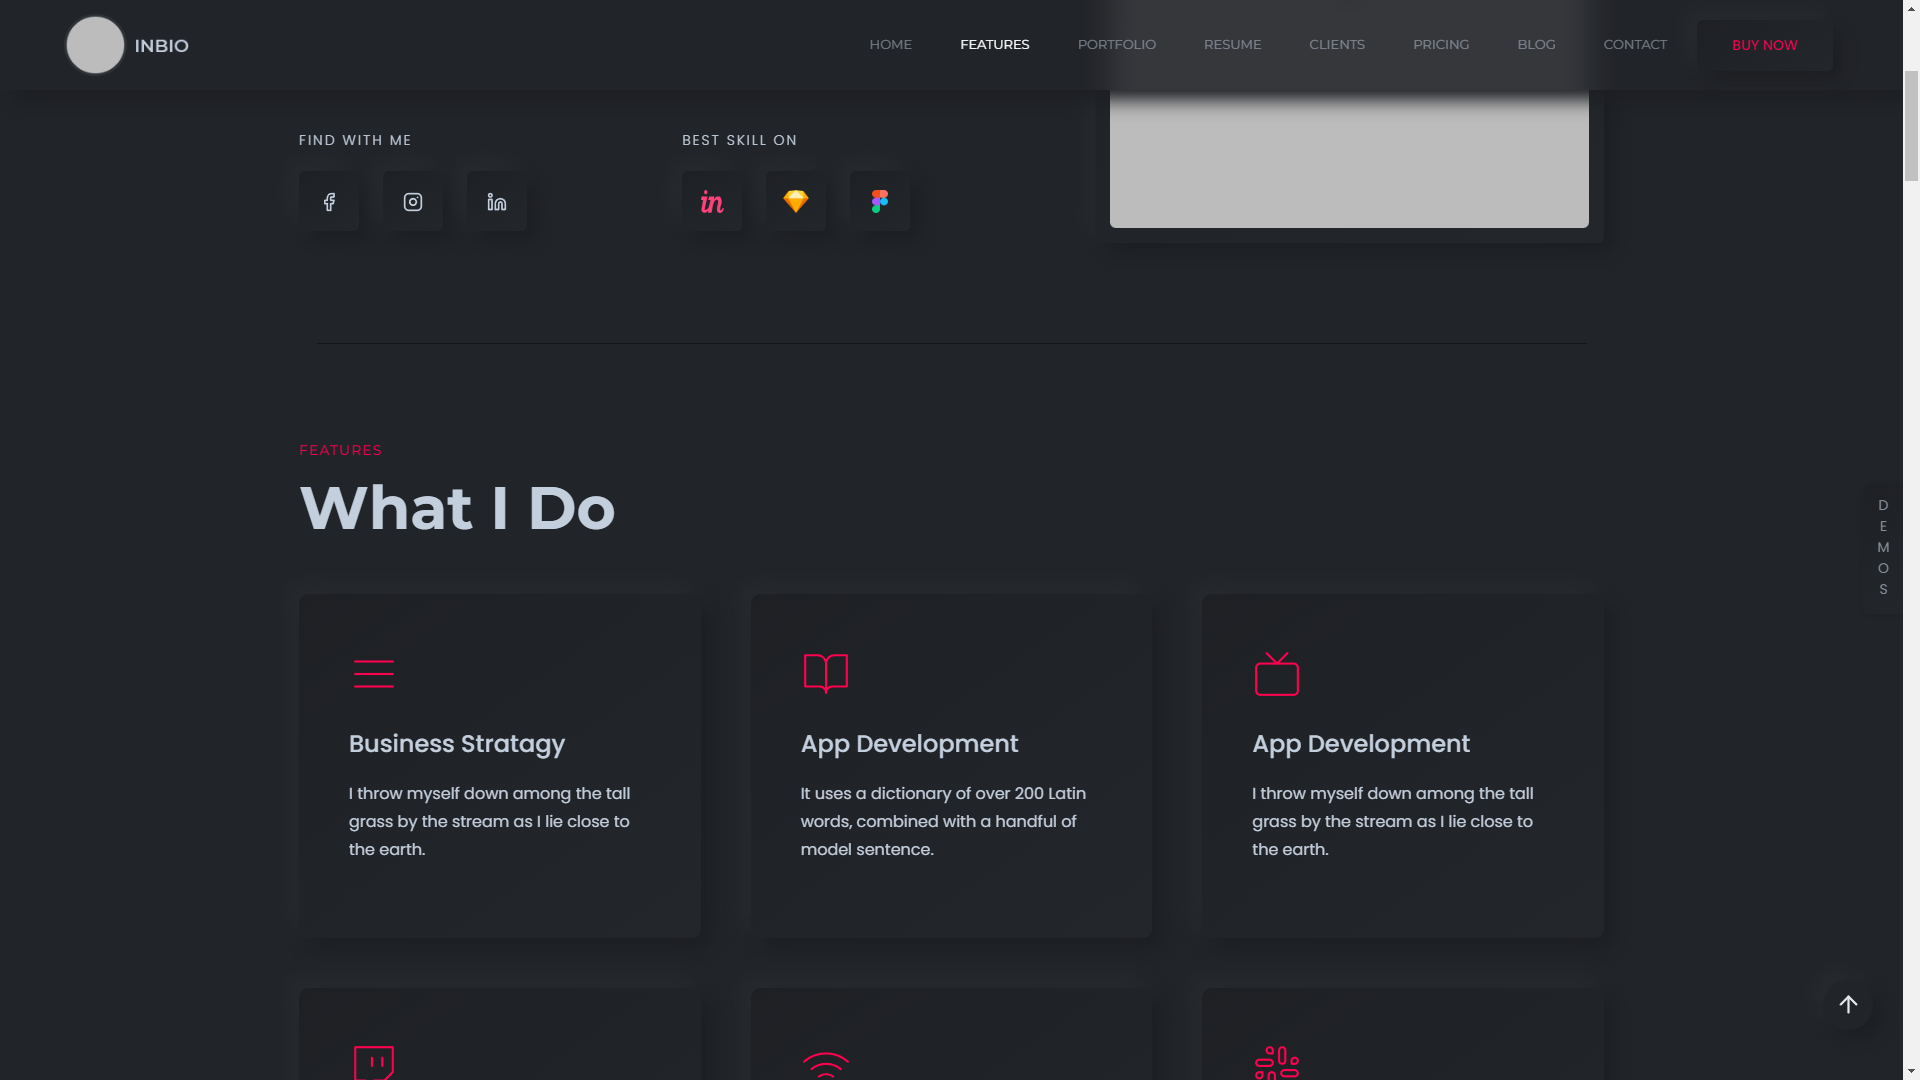 INBIO
HOME
FEATURES
PORTFOLIO
RESUME
CLIENTS
PRICING
BLOG
CONTACT
BUY NOW
FIND WITH ME
BEST SKILL ON
in
FEATURES
What I Do
Business Stratagy
I throw myself down among the tall
grass by the stream as I lie close to
the earth.
App Development
It uses a dictionary of over 200 Latin
words, combined with a handful of
model sentence.
App Development
I throw myself down among the tall
grass by the stream as I lie close to
the earth.
DEMOS